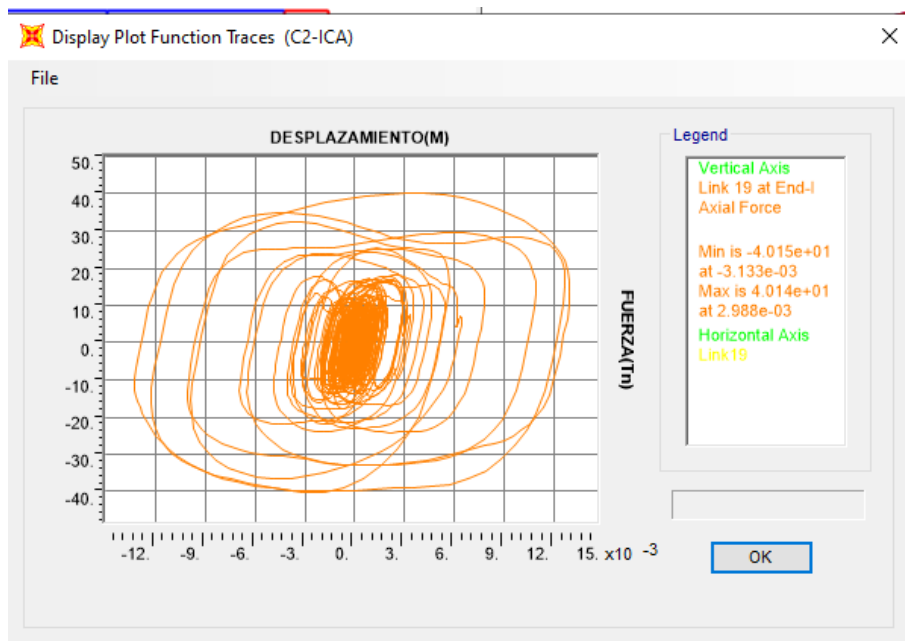 Display Plot Function Traces (C2-ICA)
File
DESPLAZAMIENTO(M)
50.
40.
30.
20.
10.
0.
-10.
-20.
-30.
-40.
-12. -9. -6. -3. 0. 3. 6. 9. 12. 15. x10 -3
FUERZA(Tn)
Legend
Vertical Axis
Link 19 at End-I
Axial Force
Min is -4.015e+01
at -3.133e-03
Max is 4.014e+01
at 2.988e-03
Horizontal Axis
Link19
OK